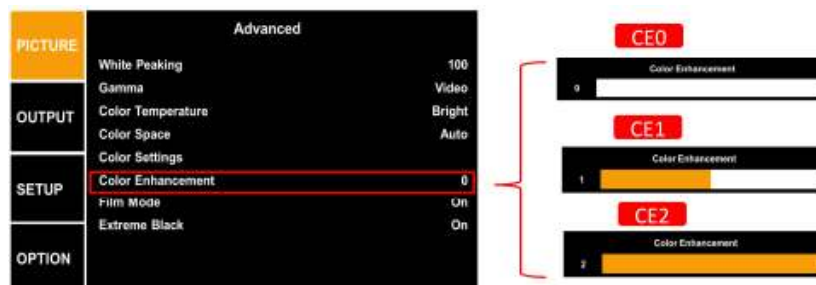 PICTURE
OUTPUT
SETUP
OPTION
Advanced
White Peaking 100
Gamma Video
Color Temperature Bright
Color Space Auto
Color Settings
Color Enhancement 0
Film Mode On
Extreme Black On
CE0
Color Enhancement
0
CE1
Color Enhancement
1
CE2
Color Enhancement
2